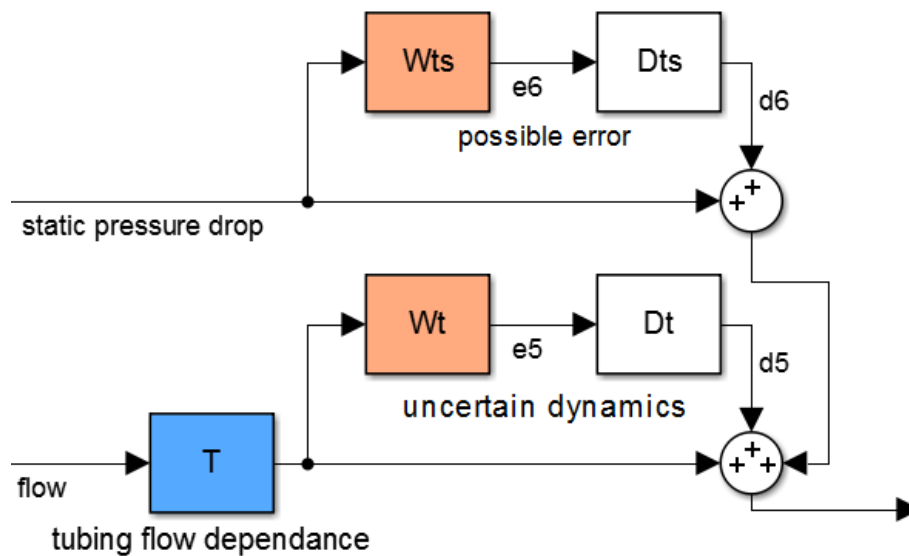 Wts
e6
Dts
d6
possible error
+
+
static pressure drop
Wt
e5
Dt
d5
uncertain dynamics
+
+
+
T
flow
tubing flow dependance